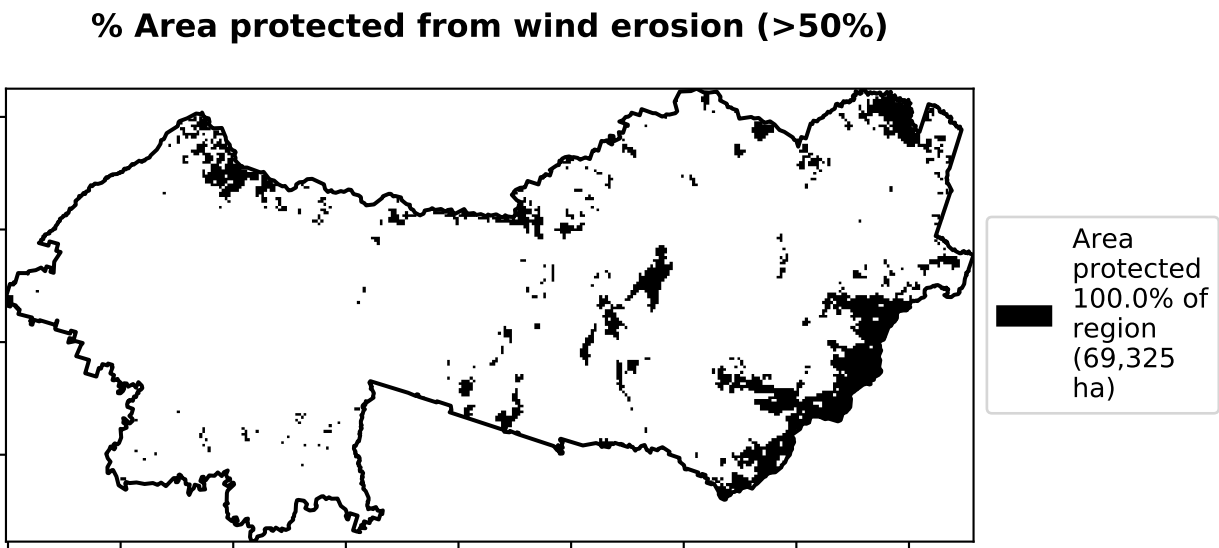 % Area protected from wind erosion (>50%)
Area
protected
100.0% of
region
(69,325
ha)